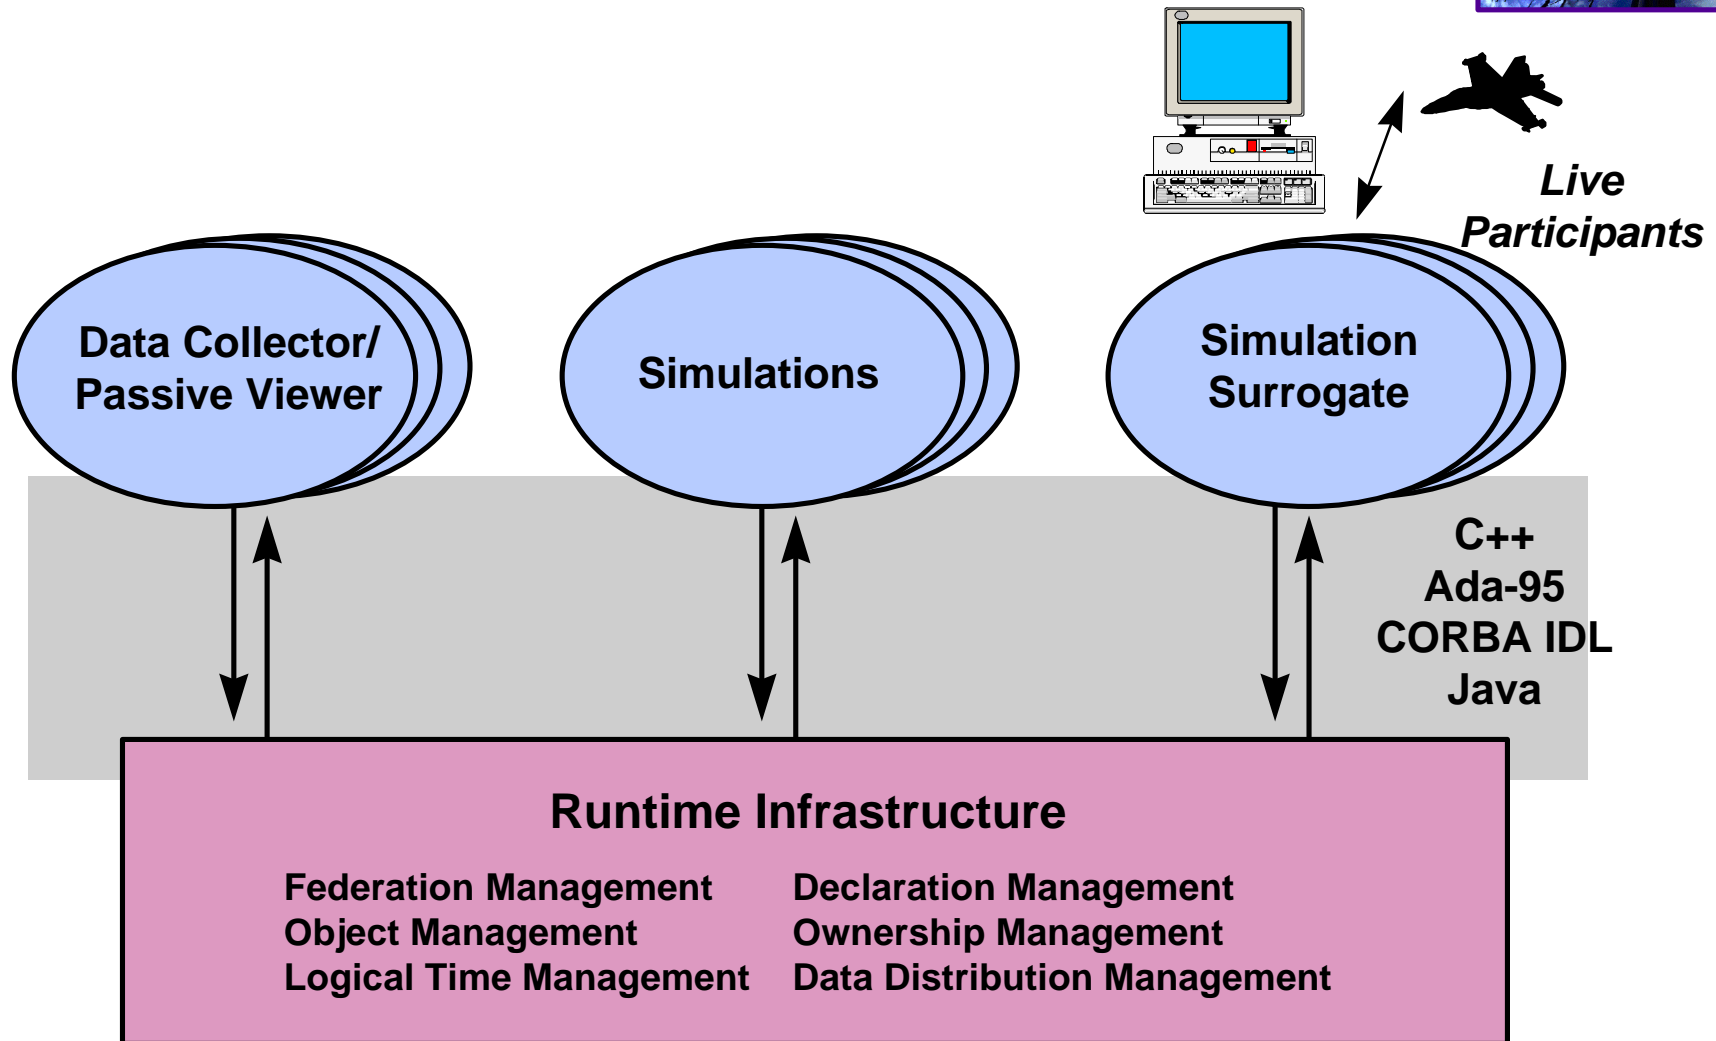 Live
Participants
Data Collector/
Passive Viewer
Simulations
Simulation
Surrogate
C++
Ada-95
CORBA IDL
Java
Runtime Infrastructure
Federation Management
Object Management
Logical Time Management
Declaration Management
Ownership Management
Data Distribution Management